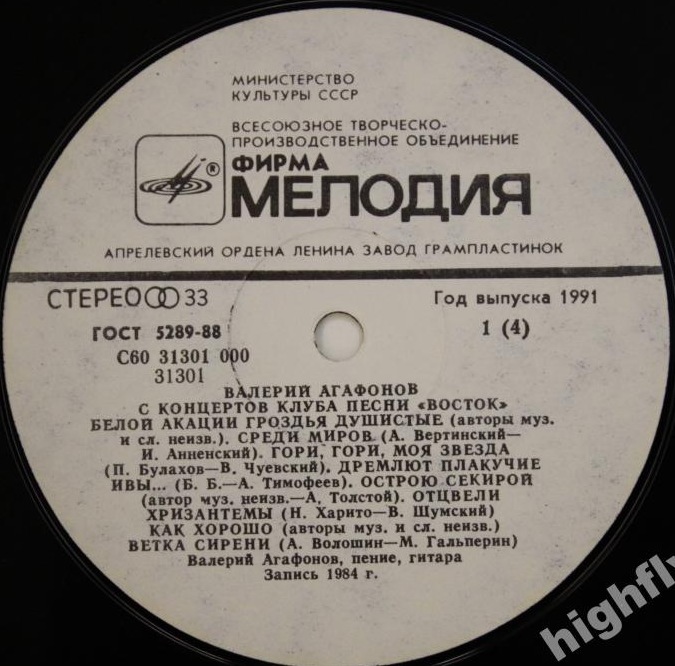 МИНИСТЕРСТВО
КУЛЬТУРЫ СССР
ВСЕСОЮЗНОЕ ТВОРЧЕСКО-
ПРОИЗВОДСТВЕННОЕ ОБЪЕДИНЕНИЕ
®
ФИРМА
МЕЛОДИЯ
АПРЕЛЕВСКИЙ ОРДЕНА ЛЕНИНА ЗАВОД ГРАМПЛАСТИНОК
СТЕРЕО 33
Год выпуска 1991
ГОСТ 5289-88
1 (4)
С60 31301 000
31301
ВАЛЕРИЙ АГАФОНОВ
С КОНЦЕРТОВ КЛУБА ПЕСНИ «ВОСТОК»
БЕЛОЙ АКАЦИИ ГРОЗДЬЯ ДУШИСТЫЕ (авторы муз.
и сл. неизв.). СРЕДИ МИРОВ (А. Вертинский—
И. Анненский). ГОРИ, ГОРИ, МОЯ ЗВЕЗДА
(П. Булахов—В. Чуевский). ДРЕМЛЮТ ПЛАКУЧИЕ
ИВЫ... (Б. Б.—А. Тимофеев). ОСТРОЮ СЕКИРОЙ
(автор муз. неизв.—А, Толстой). ОТЦВЕЛИ
ХРИЗАНТЕМЫ (Н. Харито—В. Шумский)
КАК ХОРОШО (авторы муз. и сл. неизв.)
ВЕТКА СИРЕНИ (А. Волошин—М. Гальперин)
Валерий Агафонов, пение, гитара
Запись 1984 г.
highfly